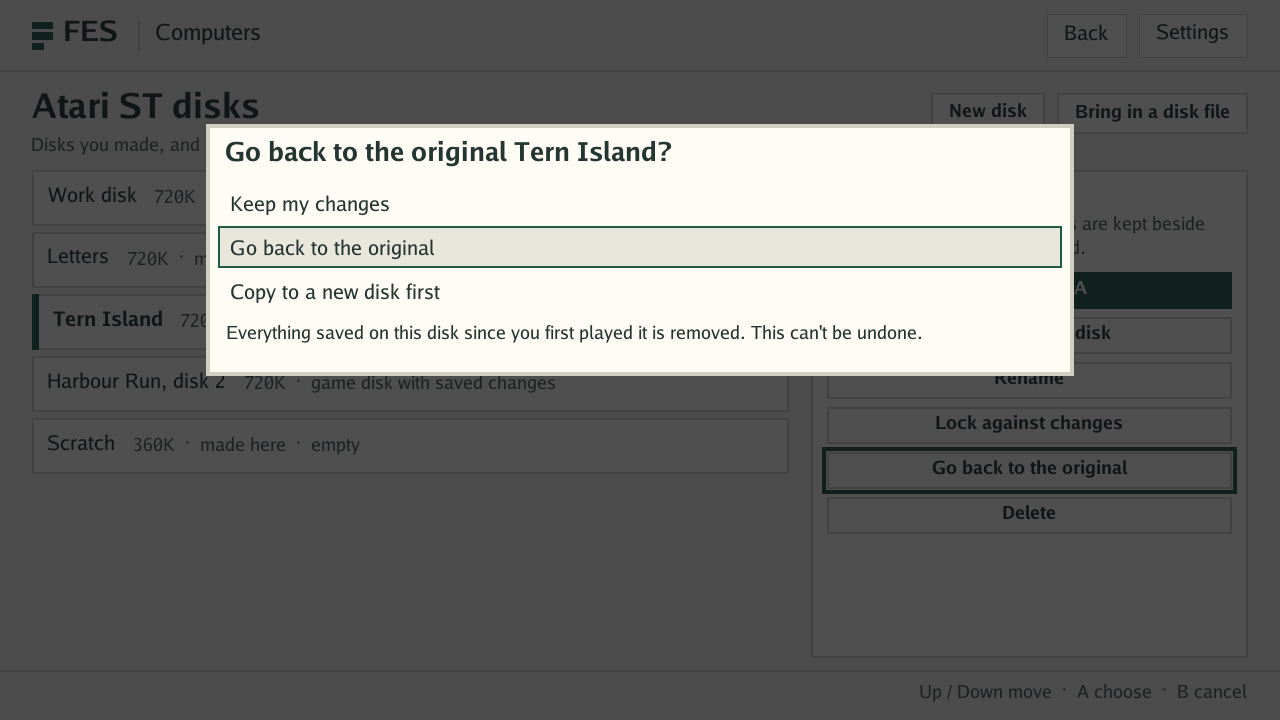 FES
Computers
Back
Settings
Atari ST disks
New disk
Bring in a disk file
Disks you made, and
Go back to the original Tern Island?
Keep my changes
Go back to the original
Copy to a new disk first
Everything saved on this disk since you first played it is removed. This can't be undone.
Work disk 720K
Letters 720K ·
Tern Island
Harbour Run, disk 2 720K · game disk with saved changes
Scratch 360K · made here · empty
are kept beside
A
disk
Rename
Lock against changes
Go back to the original
Delete
Up / Down move · A choose · B cancel